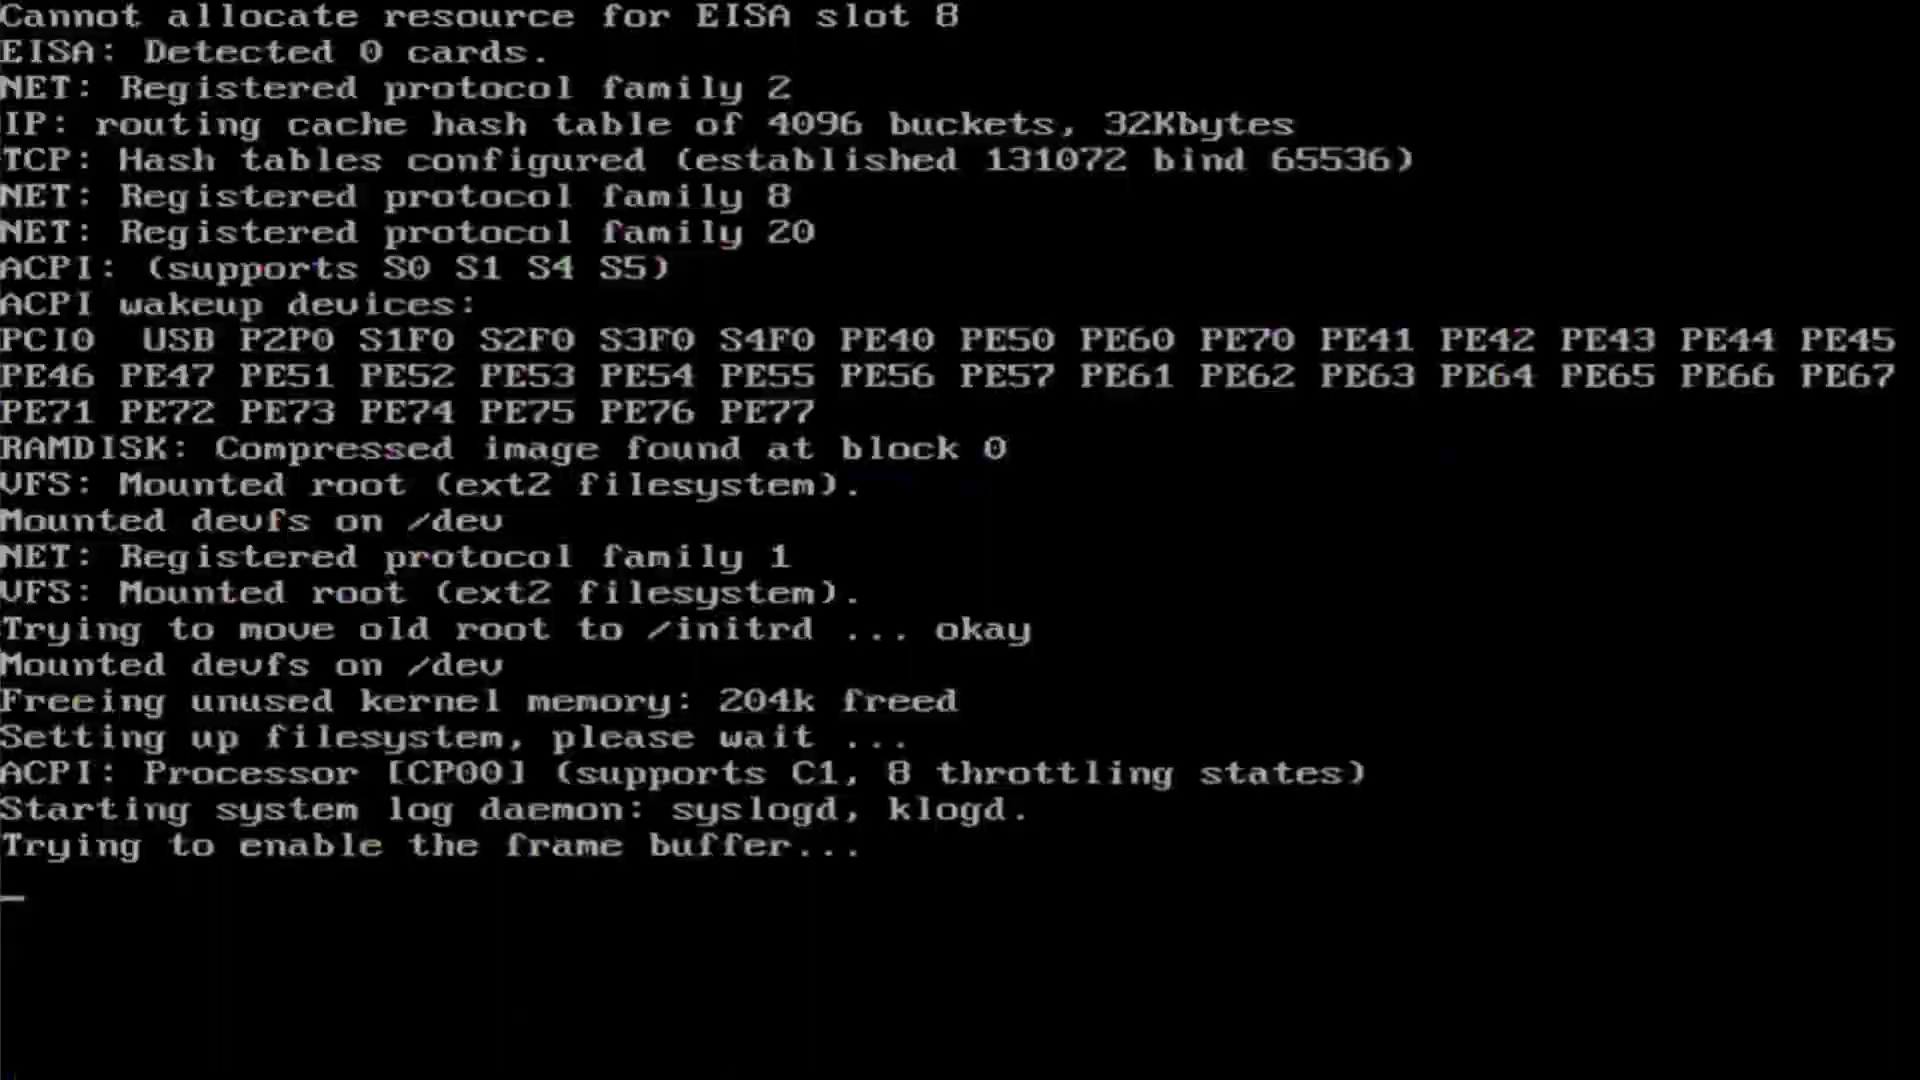 Cannot allocate resource for EISA slot 8
EISA: Detected 0 cards.
NET: Registered protocol family 2
IP: routing cache hash table of 4096 buckets, 32Kbytes
TCP: Hash tables configured (established 131072 bind 65536)
NET: Registered protocol family 8
NET: Registered protocol family 20
ACPI: (supports S0 S1 S4 S5)
ACPI wakeup devices:
PCI0  USB P2P0 S1F0 S2F0 S3F0 S4F0 PE40 PE50 PE60 PE70 PE41 PE42 PE43 PE44 PE45
PE46 PE47 PE51 PE52 PE53 PE54 PE55 PE56 PE57 PE61 PE62 PE63 PE64 PE65 PE66 PE67
PE71 PE72 PE73 PE74 PE75 PE76 PE77
RAMDISK: Compressed image found at block 0
VFS: Mounted root (ext2 filesystem).
Mounted devfs on /dev
NET: Registered protocol family 1
VFS: Mounted root (ext2 filesystem).
Trying to move old root to /initrd ... okay
Mounted devfs on /dev
Freeing unused kernel memory: 204k freed
Setting up filesystem, please wait ...
ACPI: Processor [CP00] (supports C1, 8 throttling states)
Starting system log daemon: syslogd, klogd.
Trying to enable the frame buffer...
_